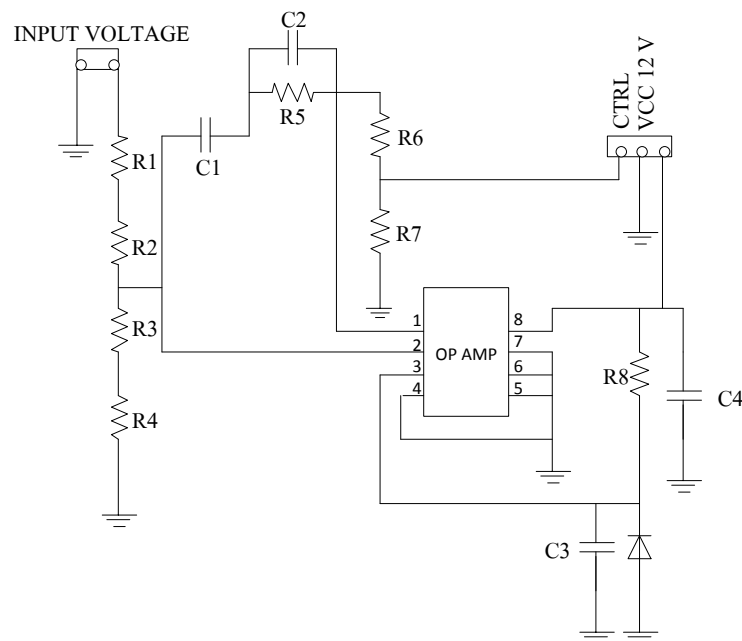 INPUT VOLTAGE
C2
R5
C1
R1
R2
R3
R4
R6
R7
CTRL
VCC 12 V
1
2
3
4
OP AMP
8
7
6
5
R8
C4
C3